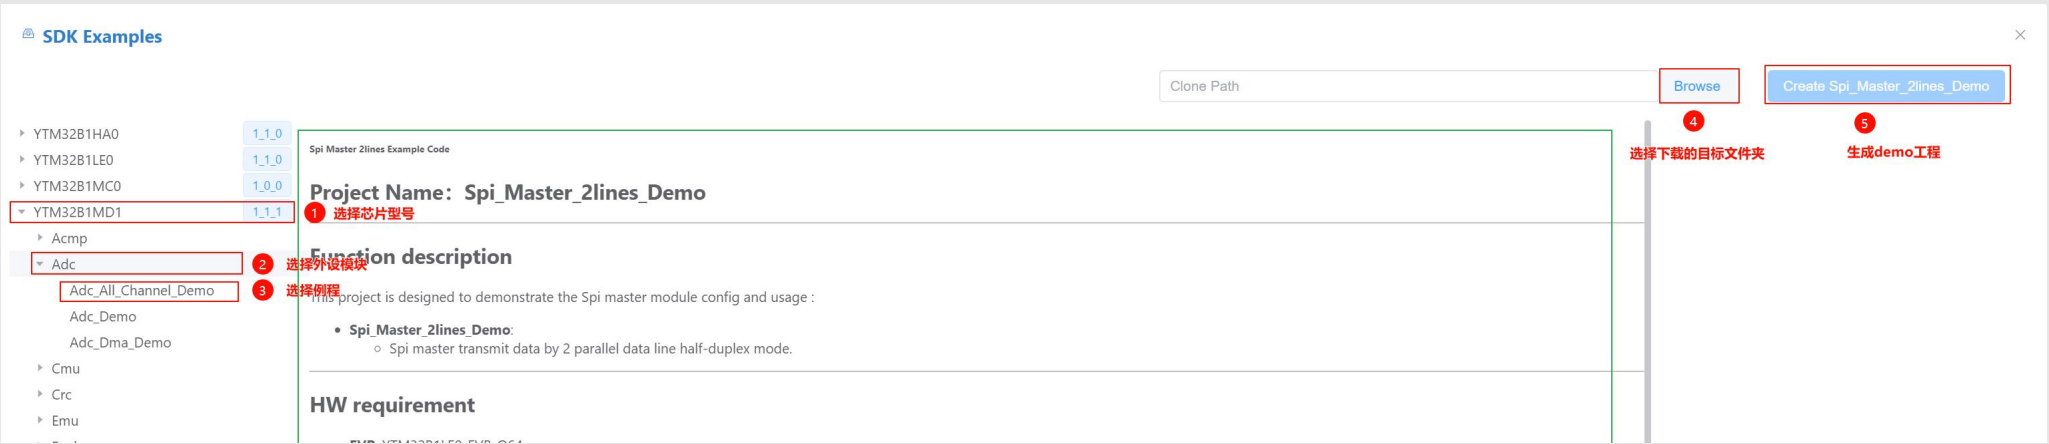 SDK Examples
Clone Path
Browse
Create Spi_Master_2lines_Demo
4
选择下载的目标文件夹
5
生成demo工程
YTM32B1HA0 1_1_0
YTM32B1LE0 1_1_0
YTM32B1MC0 1_0_0
YTM32B1MD1 1_1_1
1 选择芯片型号
Acmp
Adc
2 选择外设模块
Adc_All_Channel_Demo
3 选择例程
Adc_Demo
Adc_Dma_Demo
Cmu
Crc
Emu
Spi Master 2lines Example Code
Project Name：Spi_Master_2lines_Demo
Function description
This project is designed to demonstrate the Spi master module config and usage :
Spi_Master_2lines_Demo:
Spi master transmit data by 2 parallel data line half-duplex mode.
HW requirement